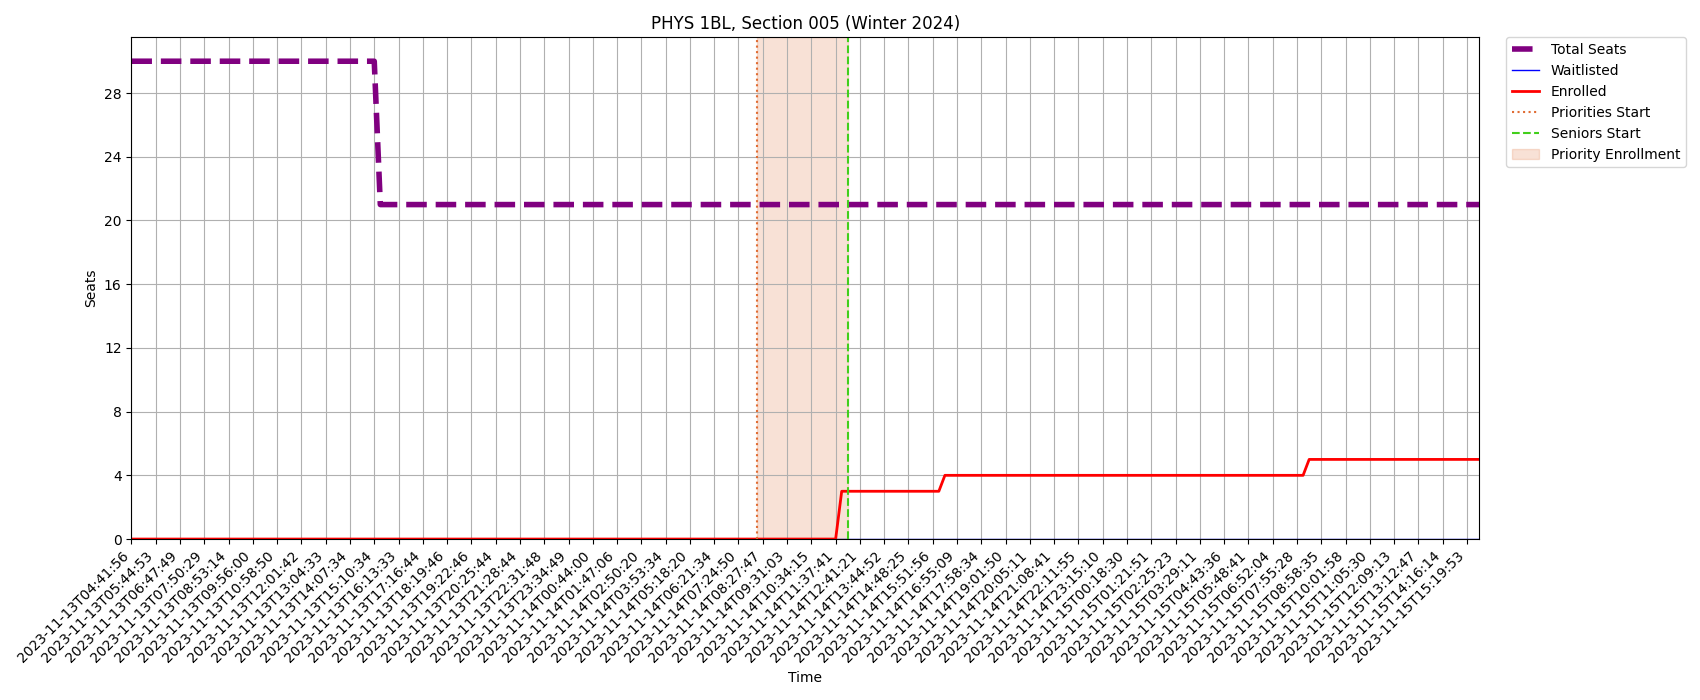 PHYS 1BL, Section 005 (Winter 2024)
Total Seats
Waitlisted
Enrolled
Priorities Start
Seniors Start
Priority Enrollment
Seats
28
24
20
16
12
8
4
0
2023-11-13T04:41:56
2023-11-13T05:44:53
2023-11-13T06:47:49
2023-11-13T07:50:29
2023-11-13T08:53:14
2023-11-13T09:56:00
2023-11-13T10:58:50
2023-11-13T12:01:42
2023-11-13T13:04:33
2023-11-13T14:07:34
2023-11-13T15:10:34
2023-11-13T16:13:33
2023-11-13T17:16:44
2023-11-13T18:19:46
2023-11-13T19:22:46
2023-11-13T20:25:44
2023-11-13T21:28:44
2023-11-13T22:31:48
2023-11-13T23:34:49
2023-11-14T00:44:00
2023-11-14T01:47:06
2023-11-14T02:50:20
2023-11-14T03:53:34
2023-11-14T05:18:20
2023-11-14T06:21:34
2023-11-14T07:24:50
2023-11-14T08:27:47
2023-11-14T09:31:03
2023-11-14T10:34:15
2023-11-14T11:37:41
2023-11-14T12:41:21
2023-11-14T13:44:52
2023-11-14T14:48:25
2023-11-14T15:51:56
2023-11-14T16:55:09
2023-11-14T17:58:34
2023-11-14T19:01:50
2023-11-14T20:05:11
2023-11-14T21:08:41
2023-11-14T22:11:55
2023-11-14T23:15:10
2023-11-15T00:18:30
2023-11-15T01:21:51
2023-11-15T02:25:23
2023-11-15T03:29:11
2023-11-15T04:43:36
2023-11-15T05:48:41
2023-11-15T06:52:04
2023-11-15T07:55:28
2023-11-15T08:58:35
2023-11-15T10:01:58
2023-11-15T11:05:30
2023-11-15T12:09:13
2023-11-15T13:12:47
2023-11-15T14:16:14
2023-11-15T15:19:53
Time